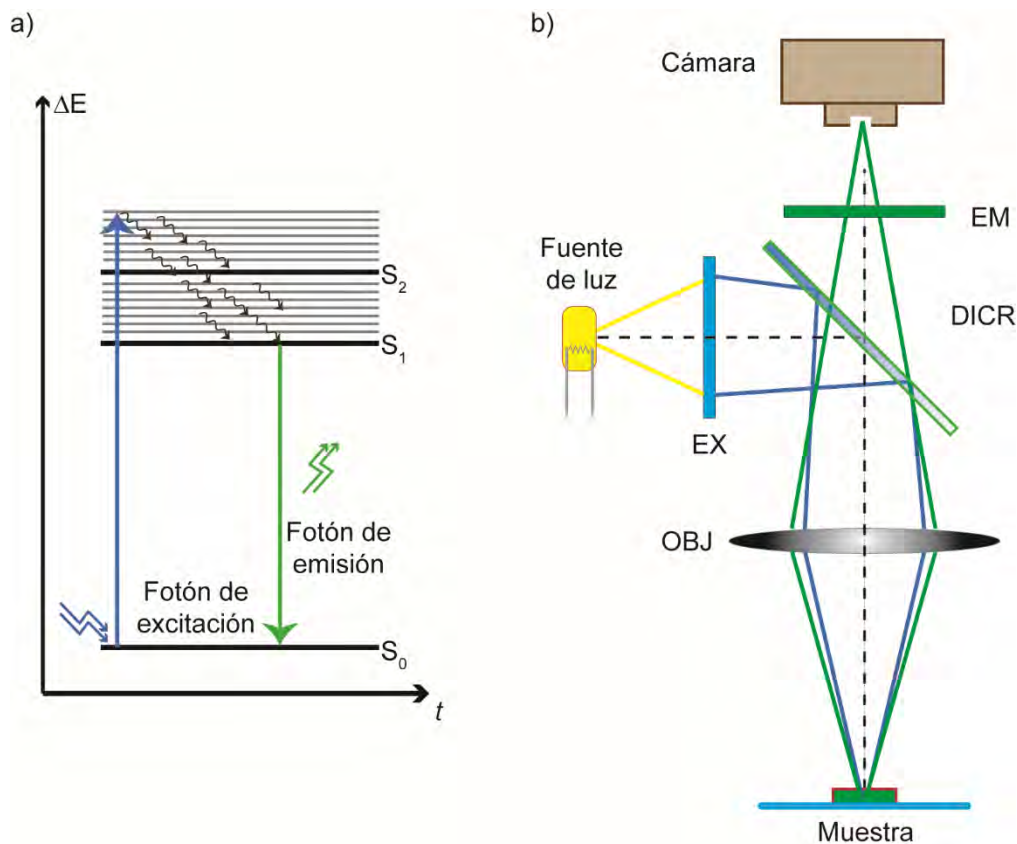 a)
ΔE
S₂
S₁
Fotón de
emisión
Fotón de
excitación
S₀
t
b)
Cámara
EM
Fuente
de luz
DICR
EX
OBJ
Muestra